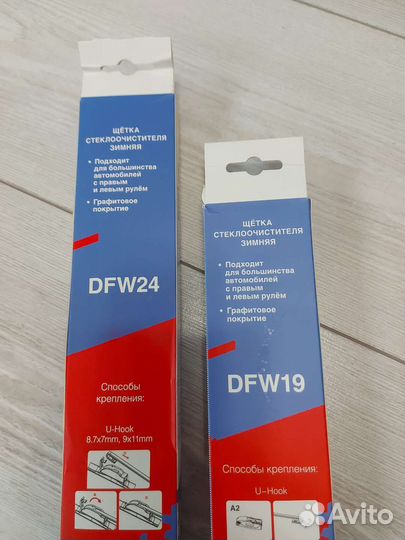 ЩЁТКА
СТЕКЛООЧИСТИТЕЛЯ
ЗИМНЯЯ
• Подходит
для большинства
автомобилей
с правым
и левым рулём
• Графитовое
покрытие
DFW24
Способы
крепления:
U-Hook
8.7x7mm, 9x11mm
ЩЁТКА
СТЕКЛООЧИСТИТЕЛЯ
ЗИМНЯЯ
• Подходит
для большинства
автомобилей
с правым
и левым рулём
• Графитовое
покрытие
DFW19
Способы крепления:
U-Hook
A2
Avito